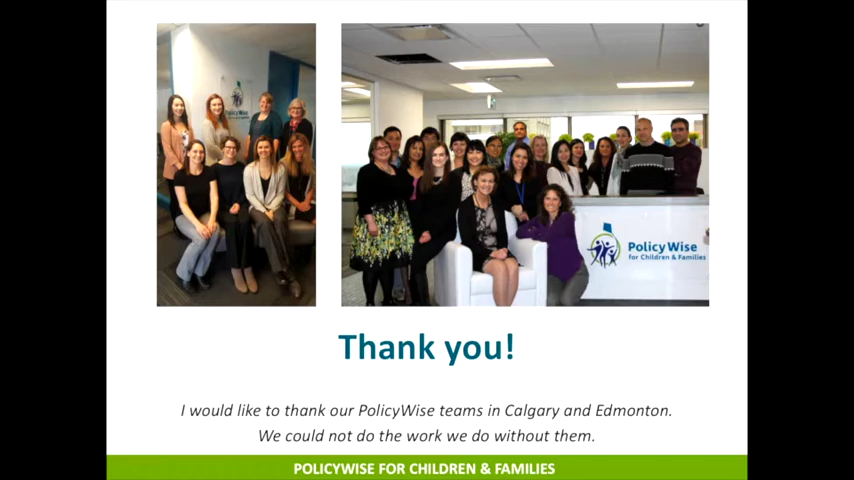 PolicyWise
PolicyWise
for Children & Families
Thank you!
I would like to thank our PolicyWise teams in Calgary and Edmonton.
We could not do the work we do without them.
POLICYWISE FOR CHILDREN & FAMILIES